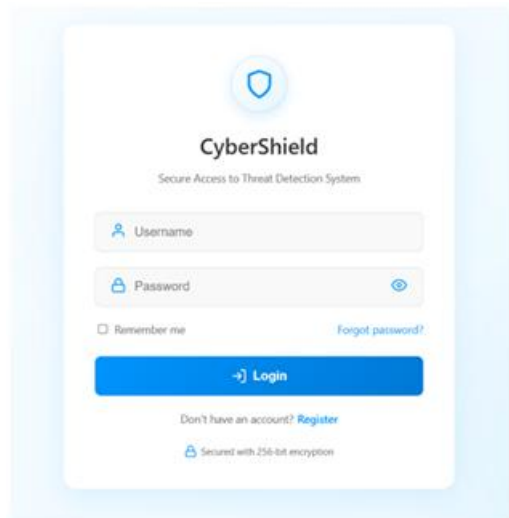 CyberShield
Secure Access to Threat Detection System
Username
Password
Remember me Forgot password?
Login
Don't have an account? Register
Secured with 256-bit encryption